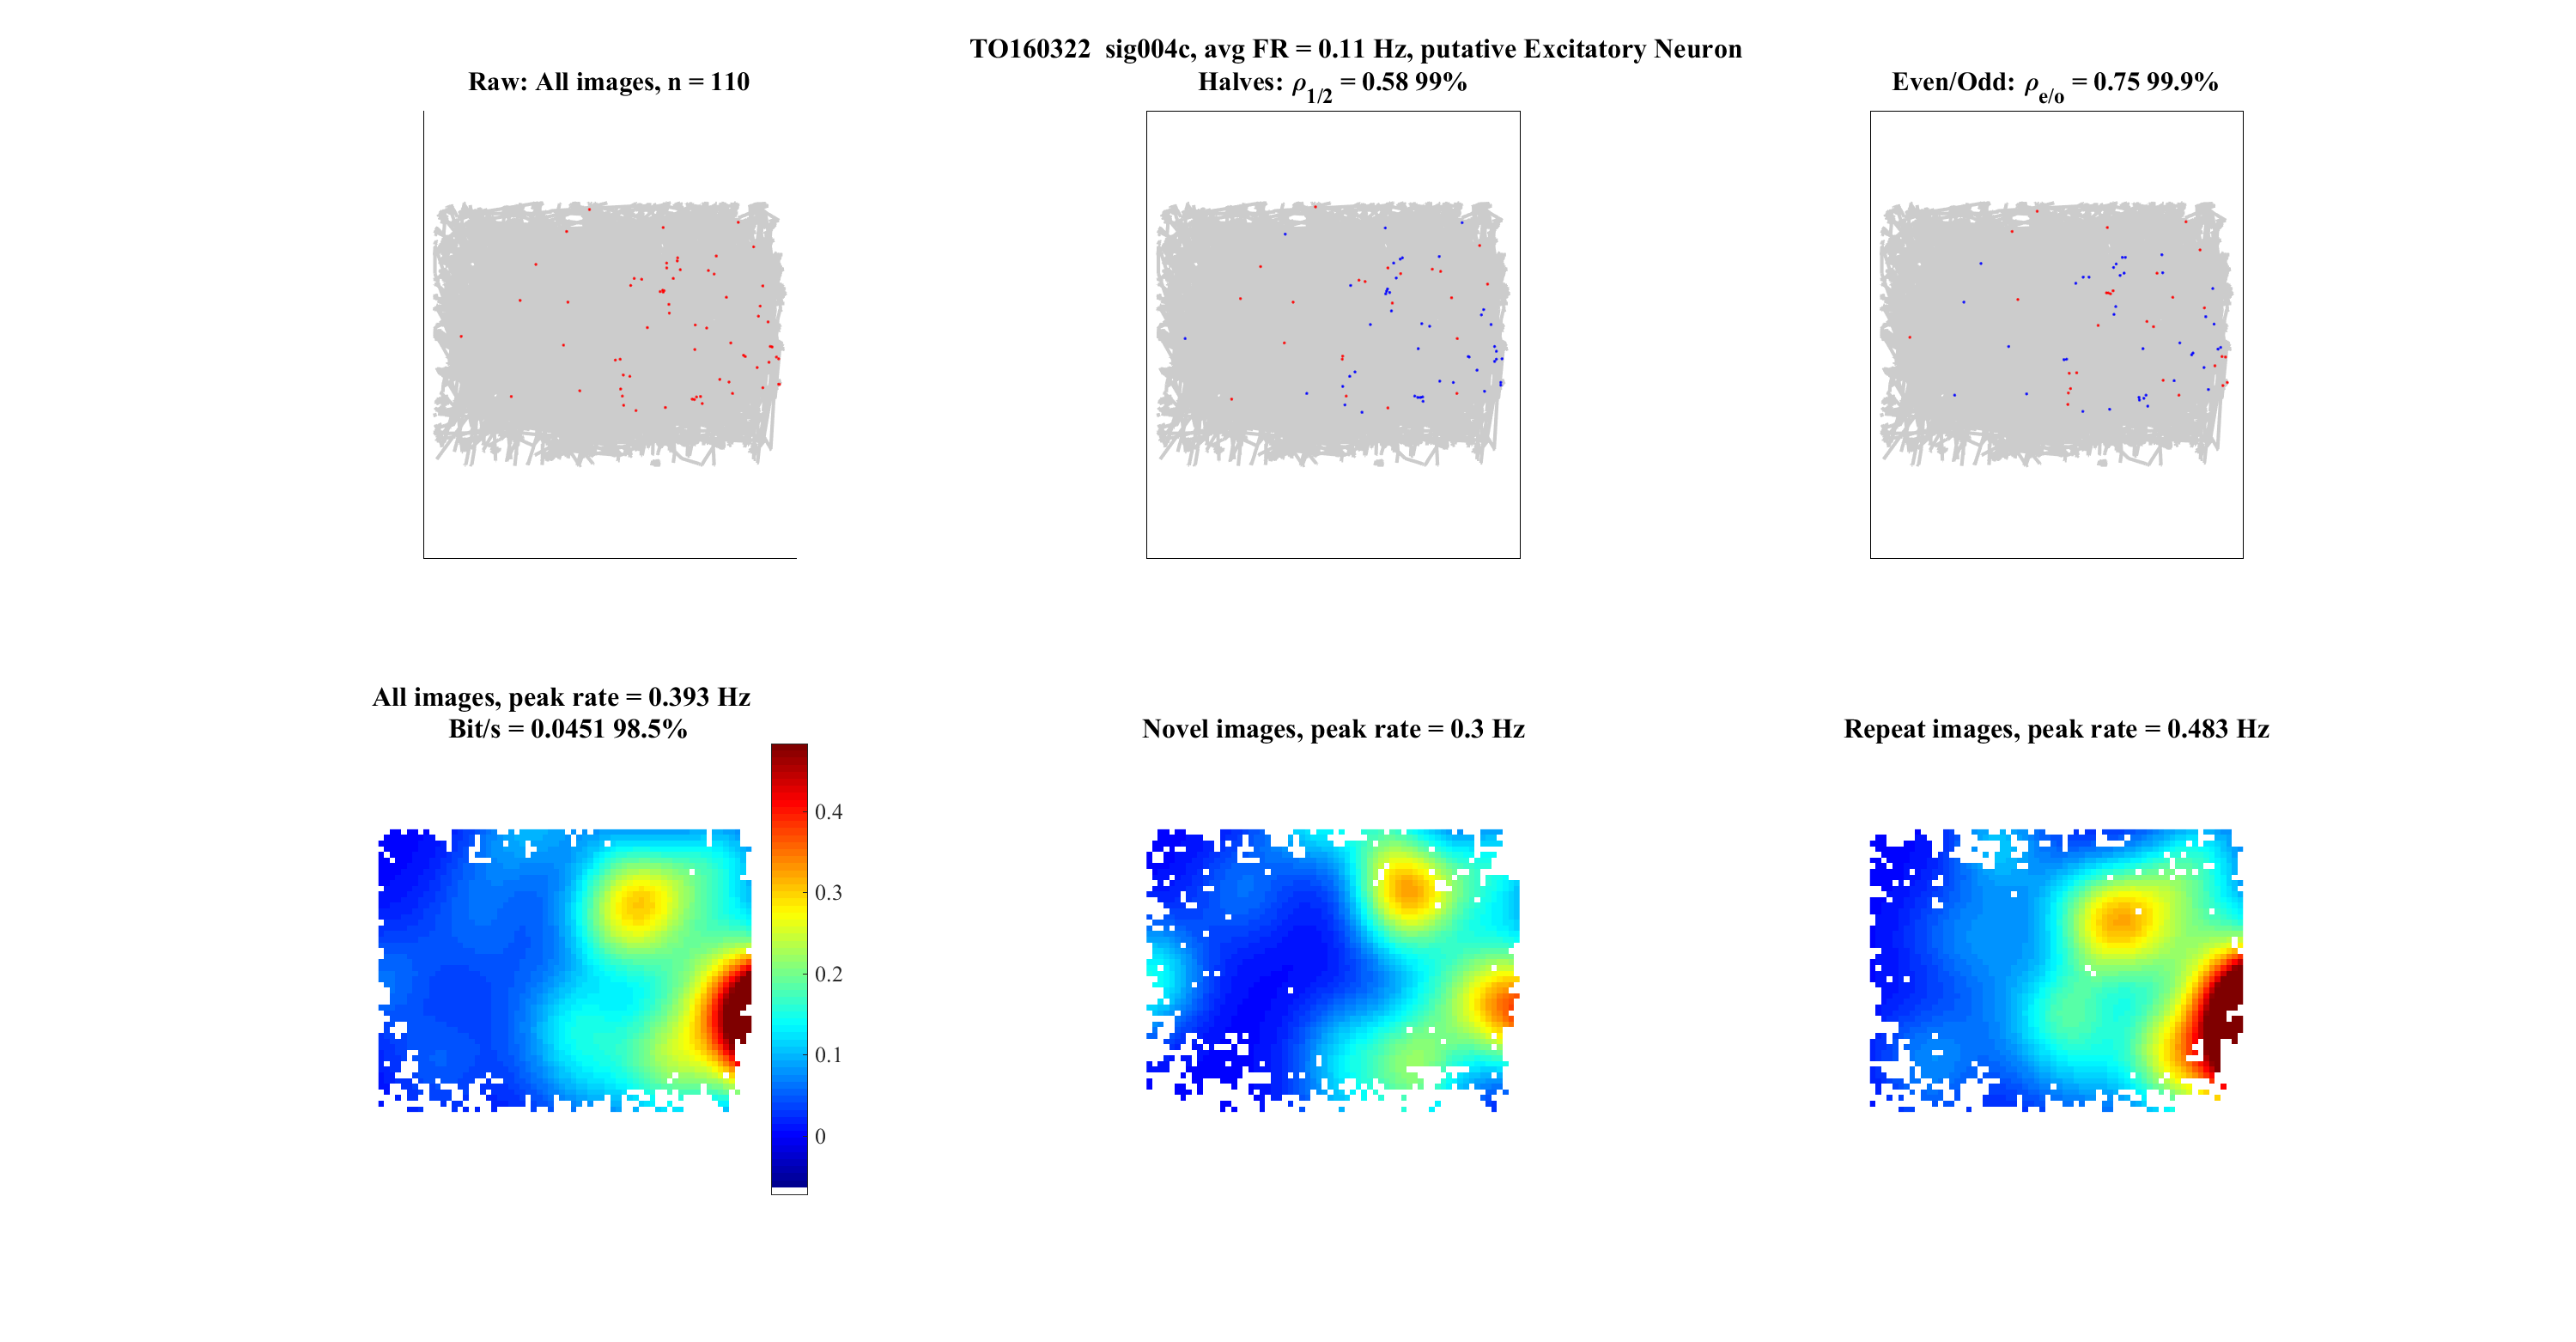 TO160322  sig004c, avg FR = 0.11 Hz, putative Excitatory Neuron
Raw: All images, n = 110
Halves: ρ1/2 = 0.58 99%
Even/Odd: ρe/o = 0.75 99.9%
All images, peak rate = 0.393 Hz
Bit/s = 0.0451 98.5%
Novel images, peak rate = 0.3 Hz
Repeat images, peak rate = 0.483 Hz
0.4
0.3
0.2
0.1
0